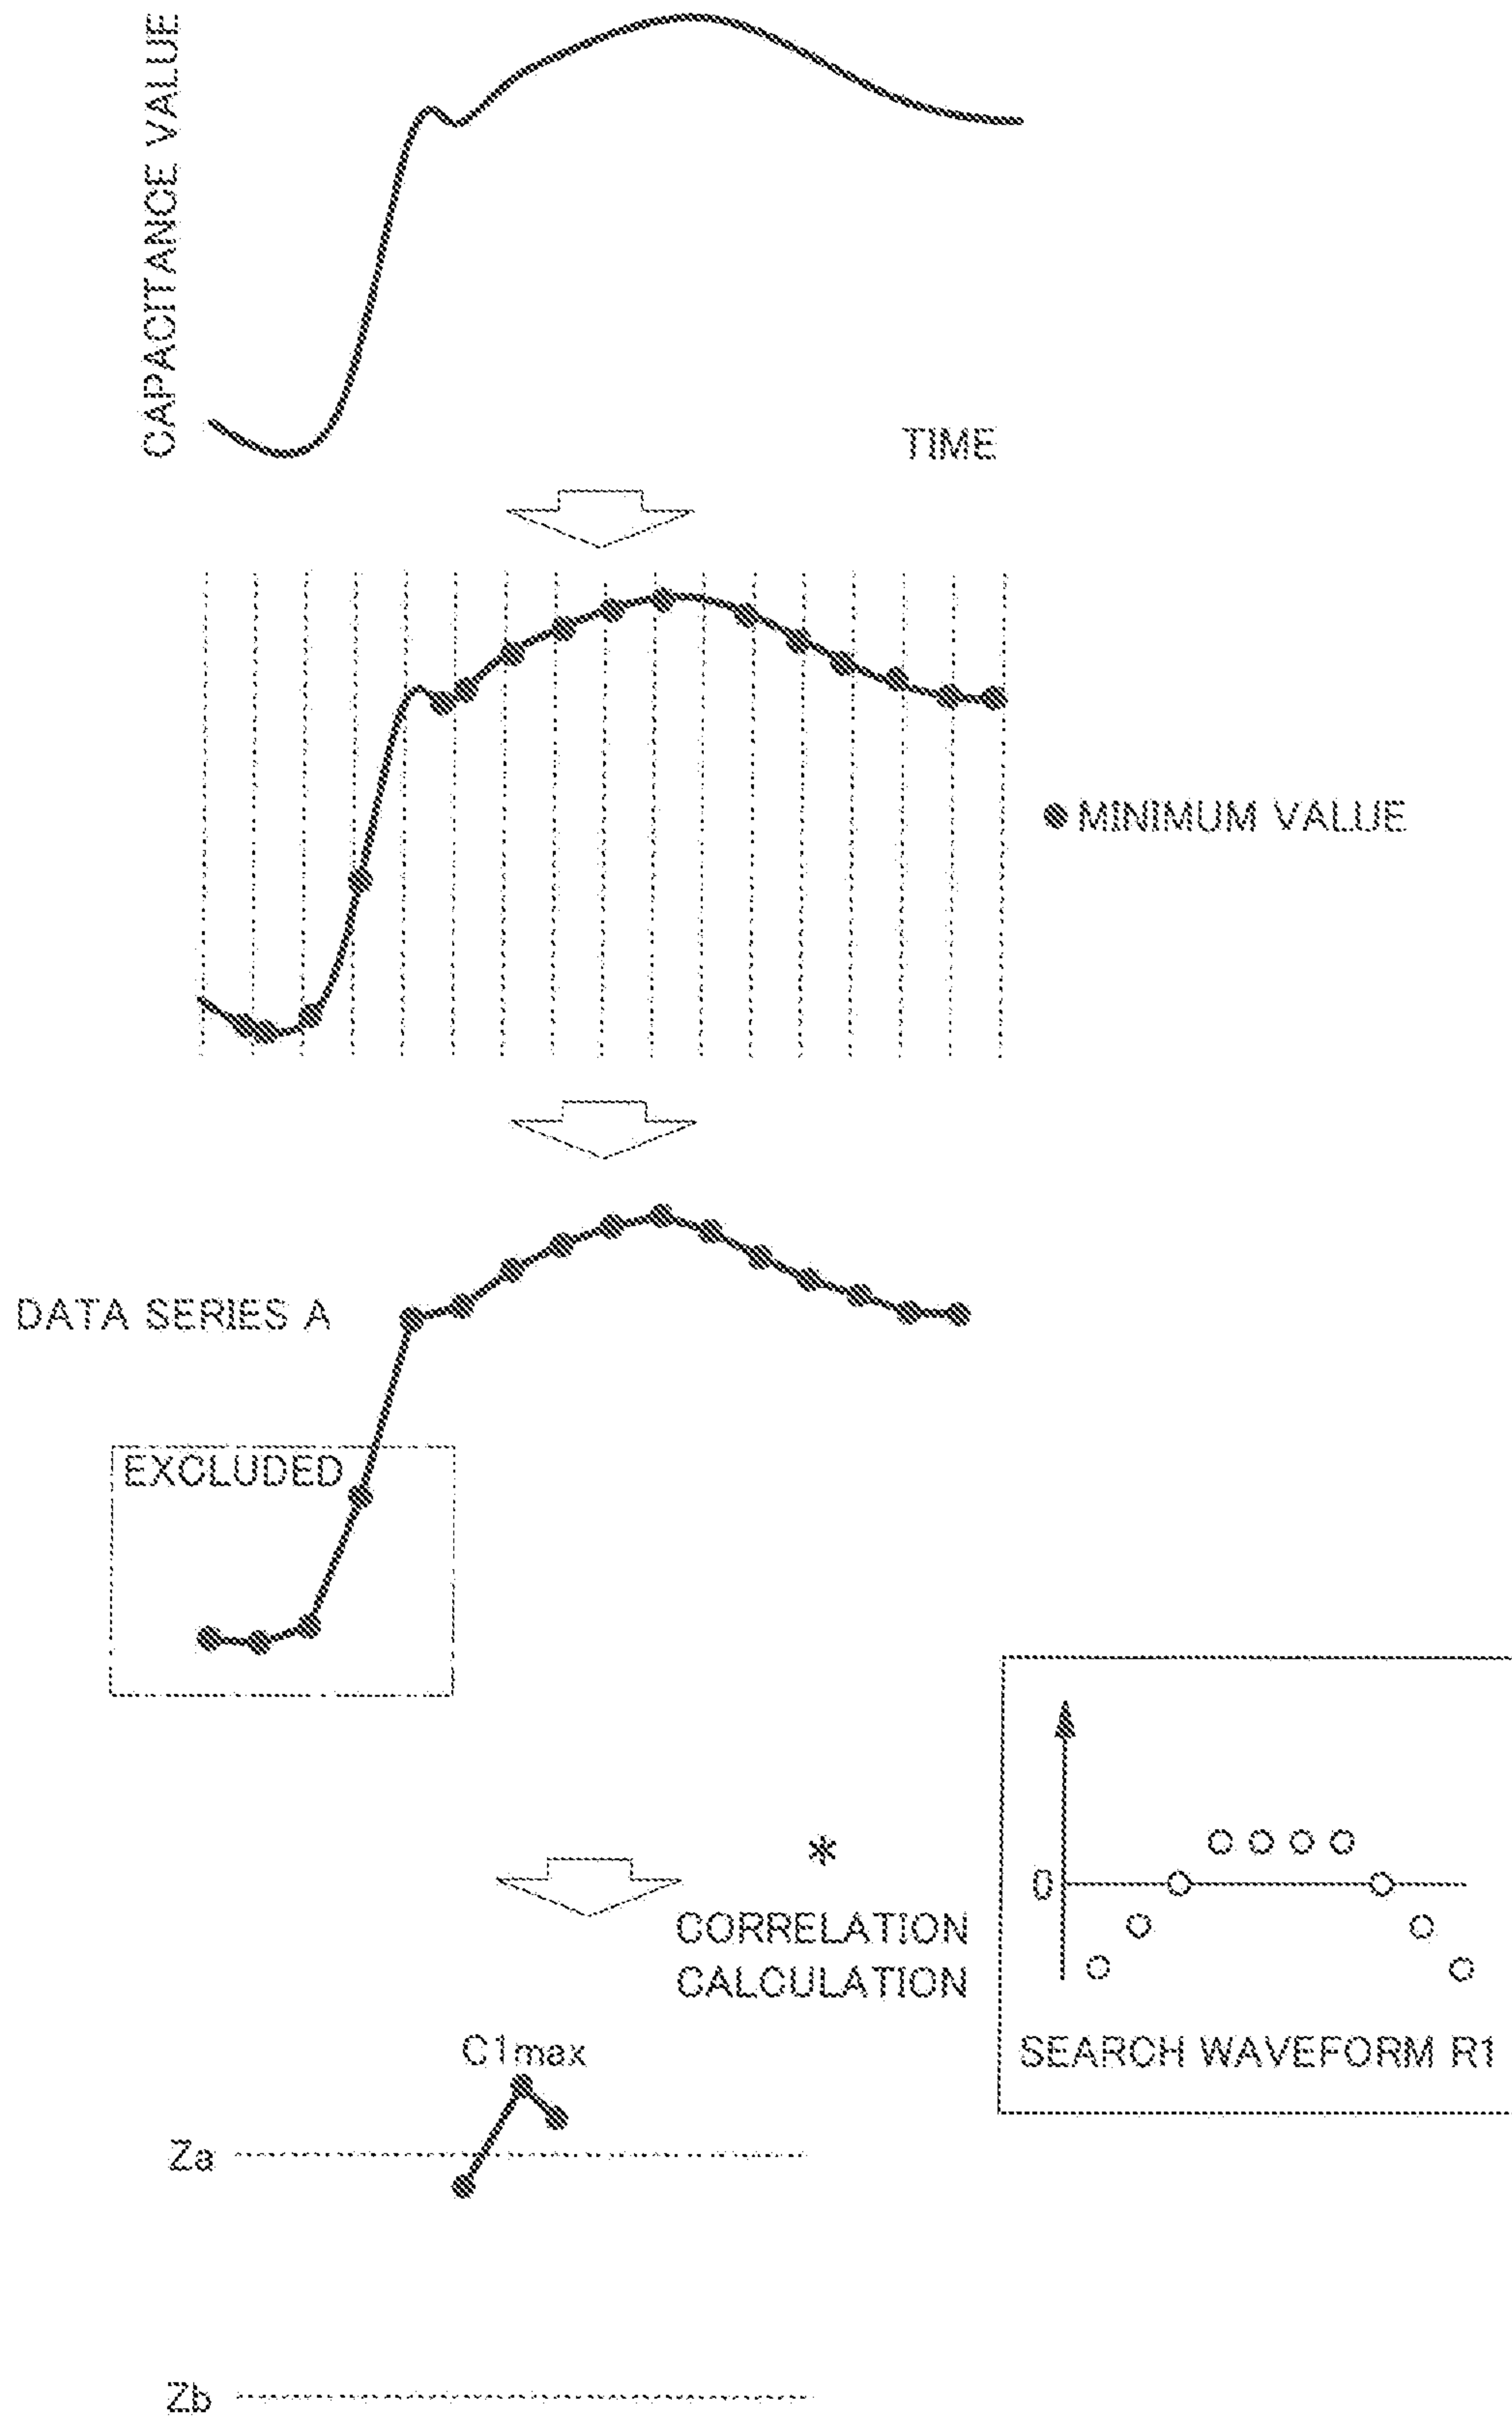 CAPACITANCE VALUE
TIME
MINIMUM VALUE
DATA SERIES A
EXCLUDED
*
CORRELATION
CALCULATION
0
SEARCH WAVEFORM R1
C1max
Za
Zb